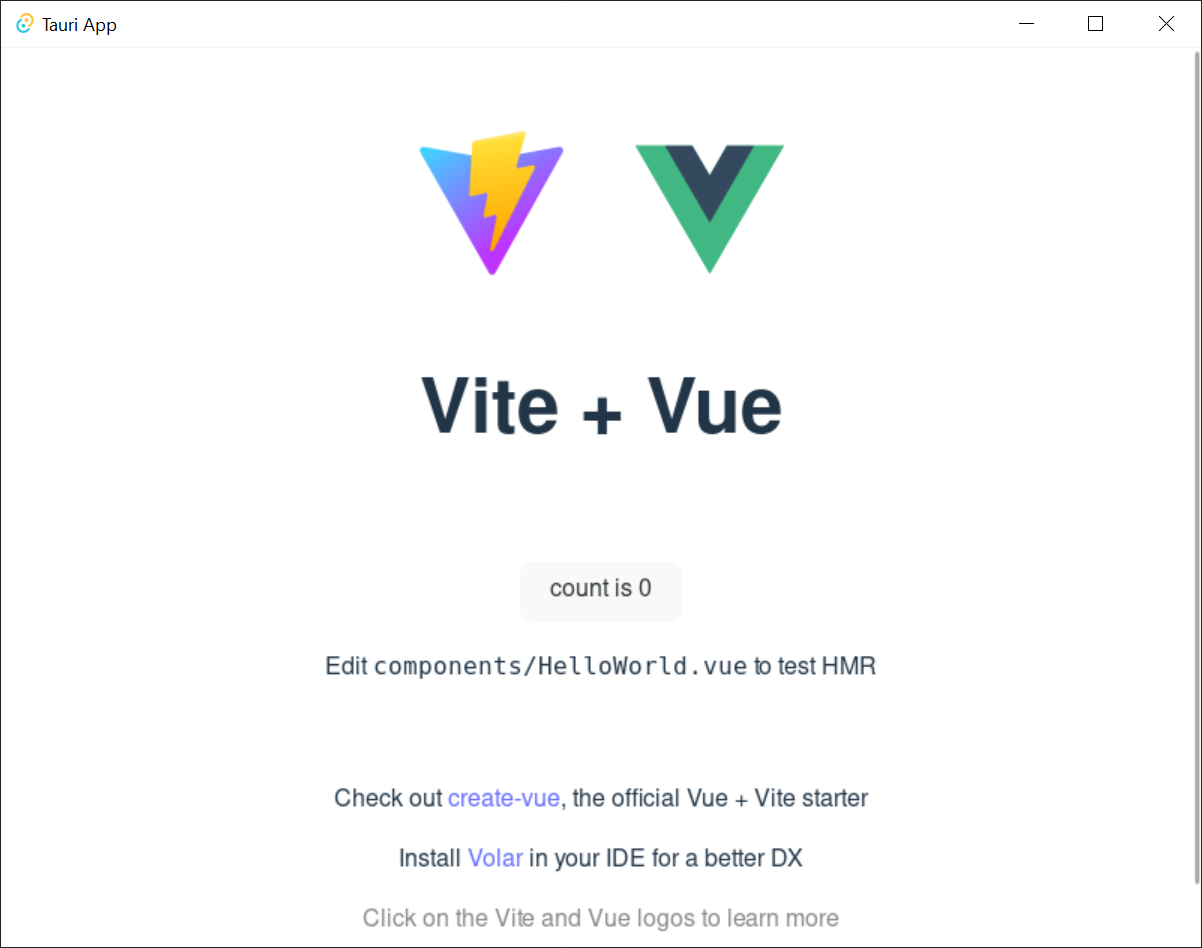 Tauri App
Vite + Vue
count is 0
Edit components/HelloWorld.vue to test HMR
Check out create-vue, the official Vue + Vite starter
Install Volar in your IDE for a better DX
Click on the Vite and Vue logos to learn more